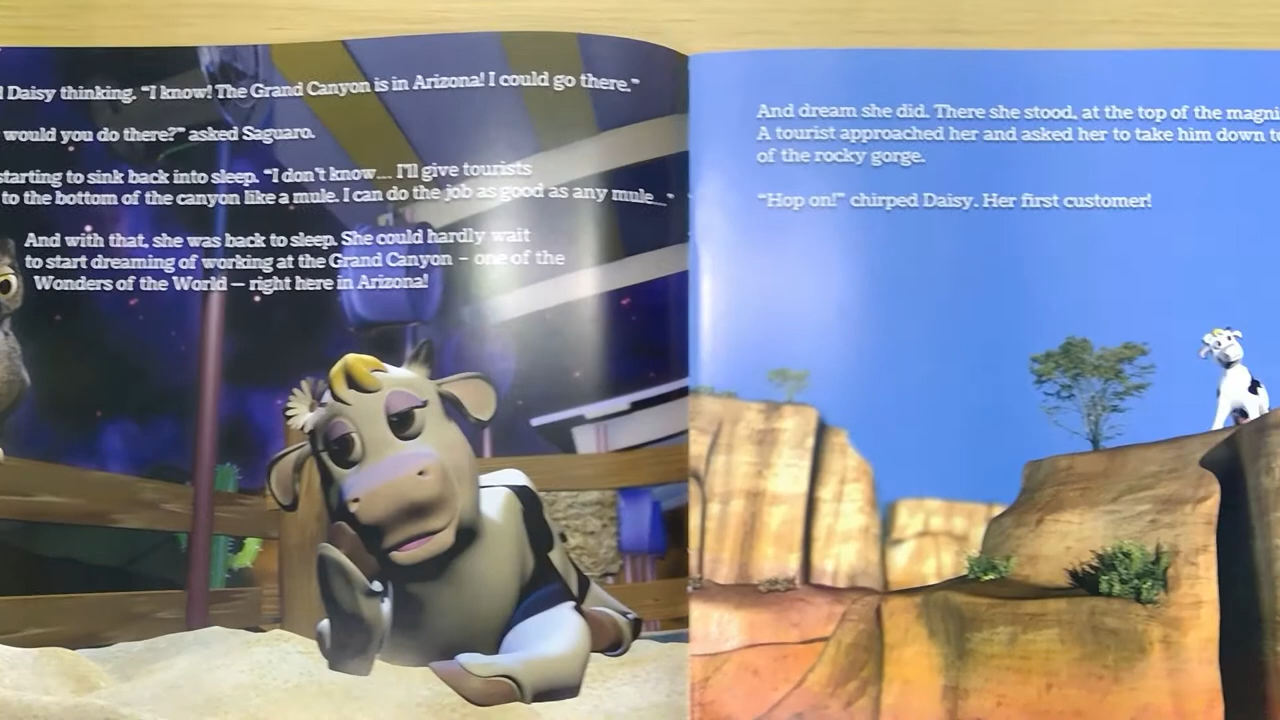 Daisy thinking. “I know! The Grand Canyon is in Arizona! I could go there.”
would you do there?” asked Saguaro.
starting to sink back into sleep. “I don’t know... I’ll give tourists
to the bottom of the canyon like a mule. I can do the job as good as any mule...”
And with that, she was back to sleep. She could hardly wait
to start dreaming of working at the Grand Canyon – one of the
Wonders of the World – right here in Arizona!
And dream she did. There she stood, at the top of the magni
A tourist approached her and asked her to take him down t
of the rocky gorge.
“Hop on!” chirped Daisy. Her first customer!